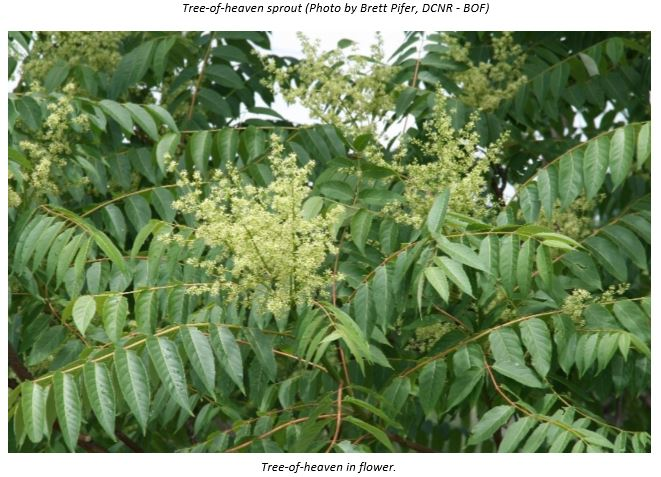 Tree-of-heaven sprout (Photo by Brett Pifer, DCNR - BOF)
Tree-of-heaven in flower.